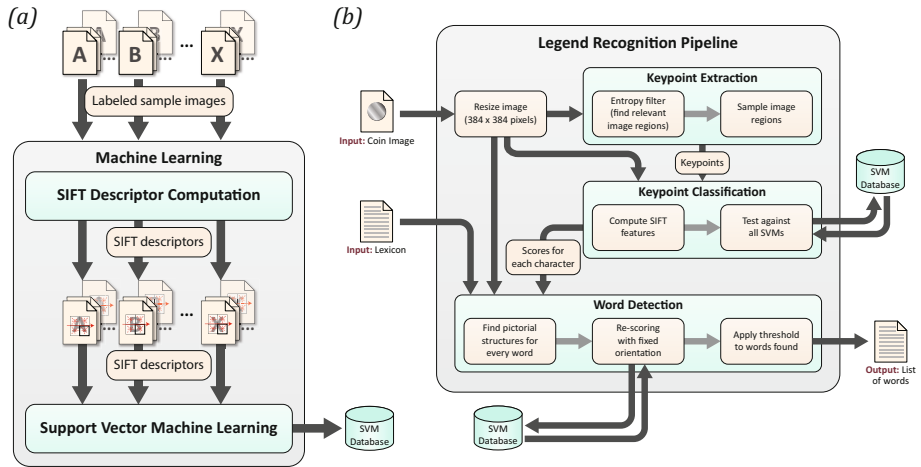 (a)
A A
B B
...
X X
...
...
...
Labeled sample images
Machine Learning
SIFT Descriptor Computation
SIFT descriptors
A
B
...
X
...
...
...
SIFT descriptors
Support Vector Machine Learning
SVM
Database
(b)
Legend Recognition Pipeline
Input: Coin Image
Resize image
(384 x 384 pixels)
Keypoint Extraction
Entropy filter
(find relevant
image regions)
Sample image
regions
Keypoints
Keypoint Classification
Compute SIFT
features
Test against
all SVMs
SVM
Database
Input: Lexicon
Scores for
each character
Word Detection
Find pictorial
structures for
every word
Re-scoring
with fixed
orientation
Apply threshold
to words found
Output: List
of words
SVM
Database